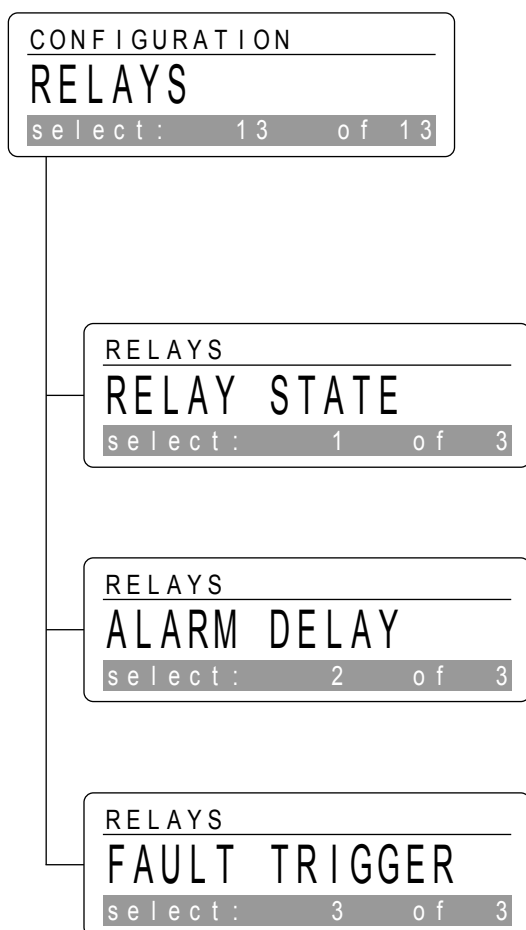 CONFIGURATION
RELAYS
select: 13 of 13
RELAYS
RELAY STATE
select: 1 of 3
RELAYS
ALARM DELAY
select: 2 of 3
RELAYS
FAULT TRIGGER
select: 3 of 3